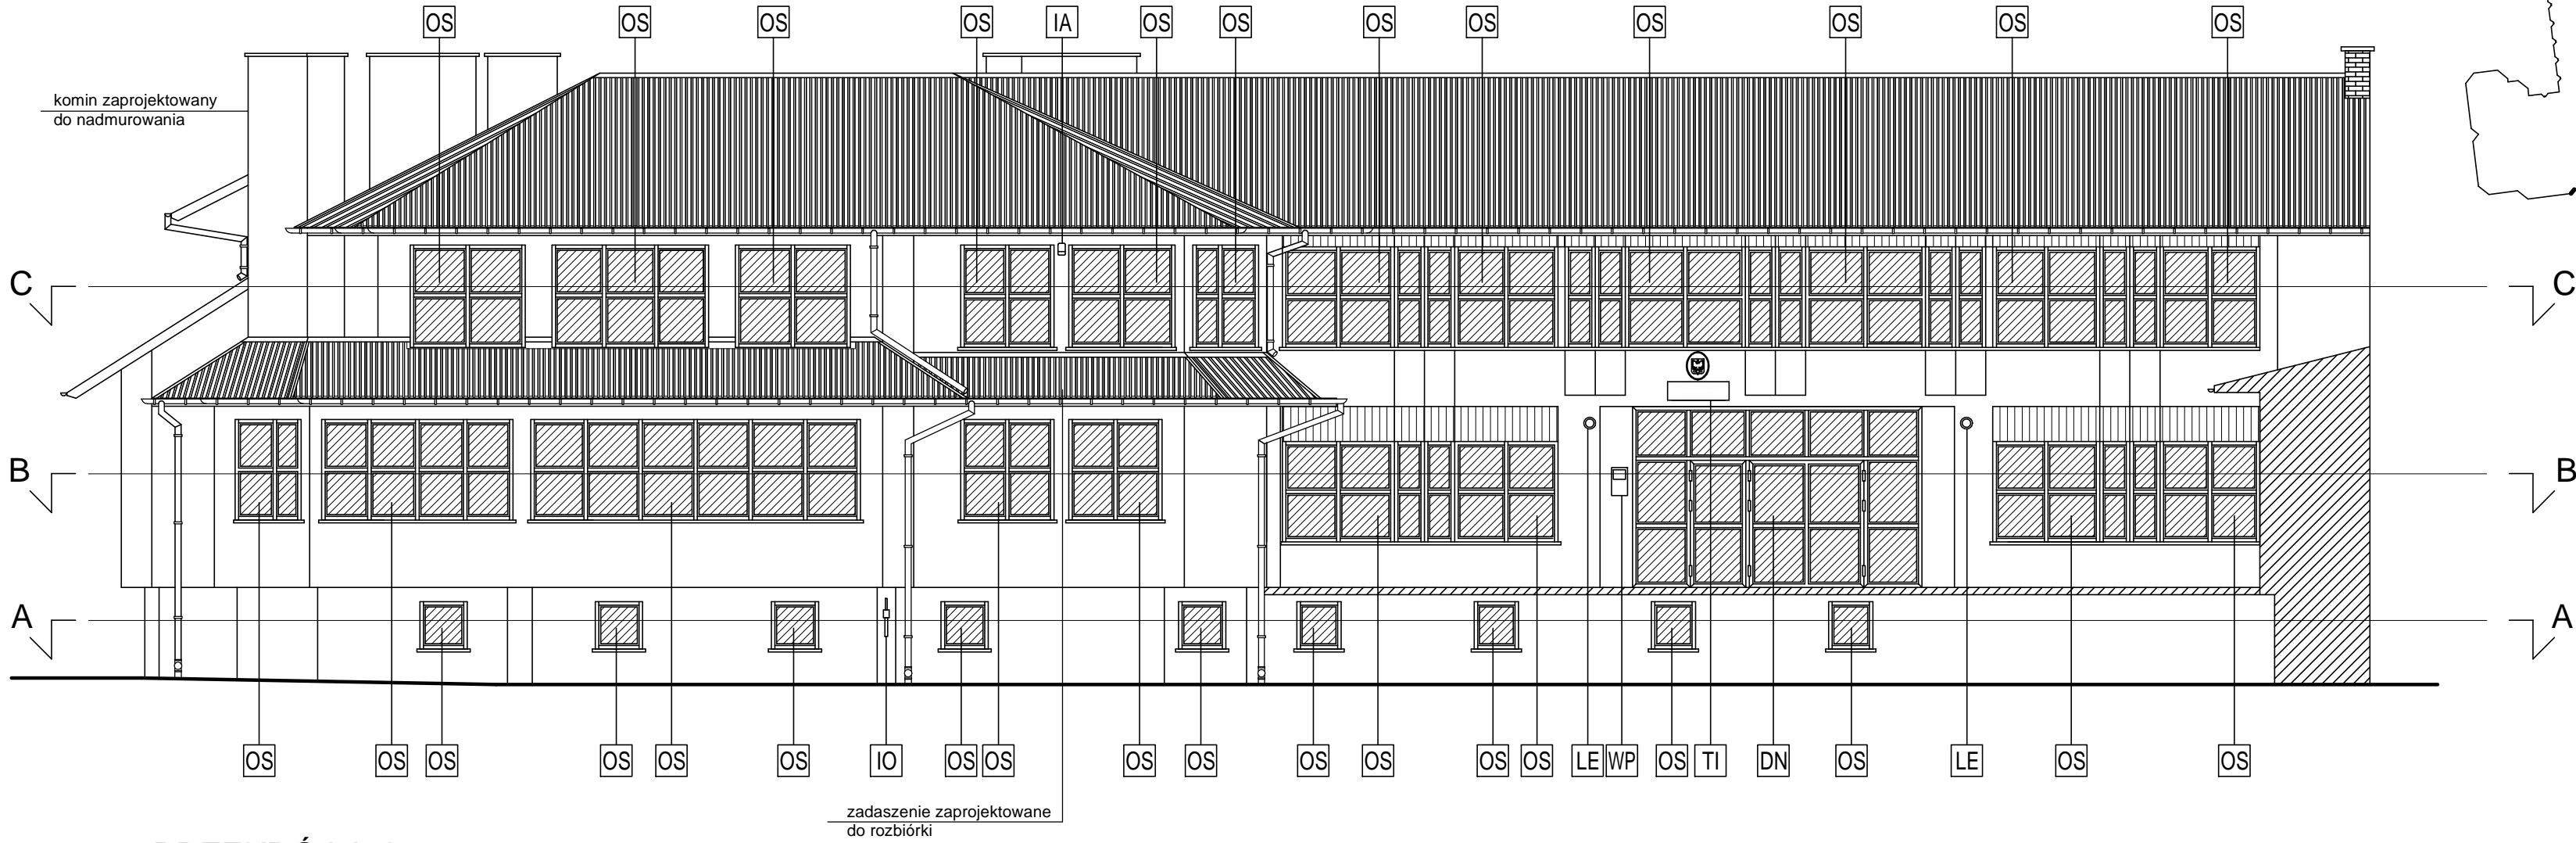 OS OS OS OS IA OS OS OS OS OS OS OS OS
komin zaprojektowany
do nadmurowania
C C
B B
A A
OS OS OS OS OS OS IO OS OS OS OS OS OS OS OS LE WP OS TI DN OS LE OS OS
zadaszenie zaprojektowane
do rozbiórki